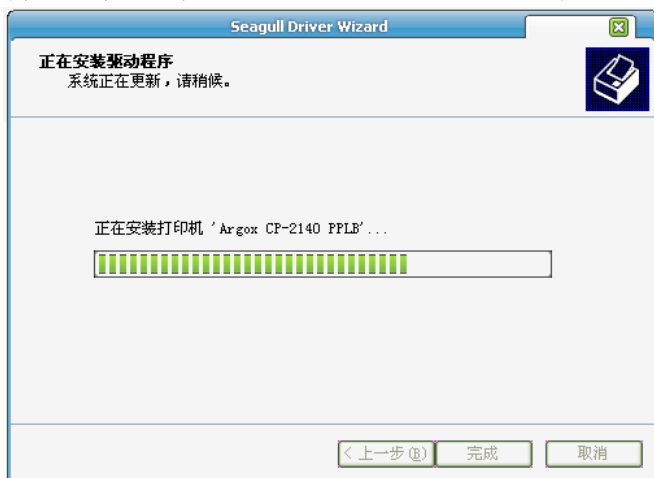 Seagull Driver Wizard
正在安装驱动程序
系统正在更新，请稍候。
正在安装打印机 'Argox CP-2140 PPLB'...
< 上一步(B)
完成
取消